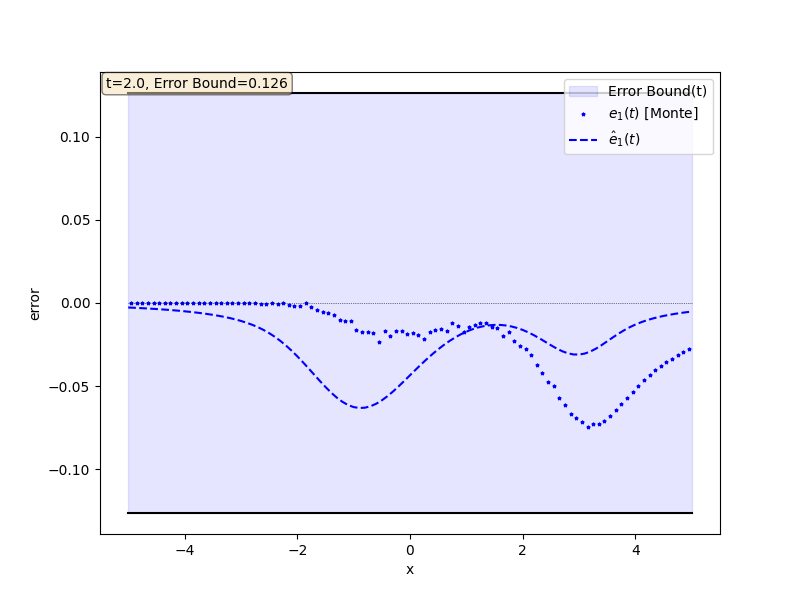 t=2.0, Error Bound=0.126
Error Bound(t)
e₁(t) [Monte]
ê₁(t)
0.10
0.05
0.00
−0.05
−0.10
error
−4
−2
0
2
4
x